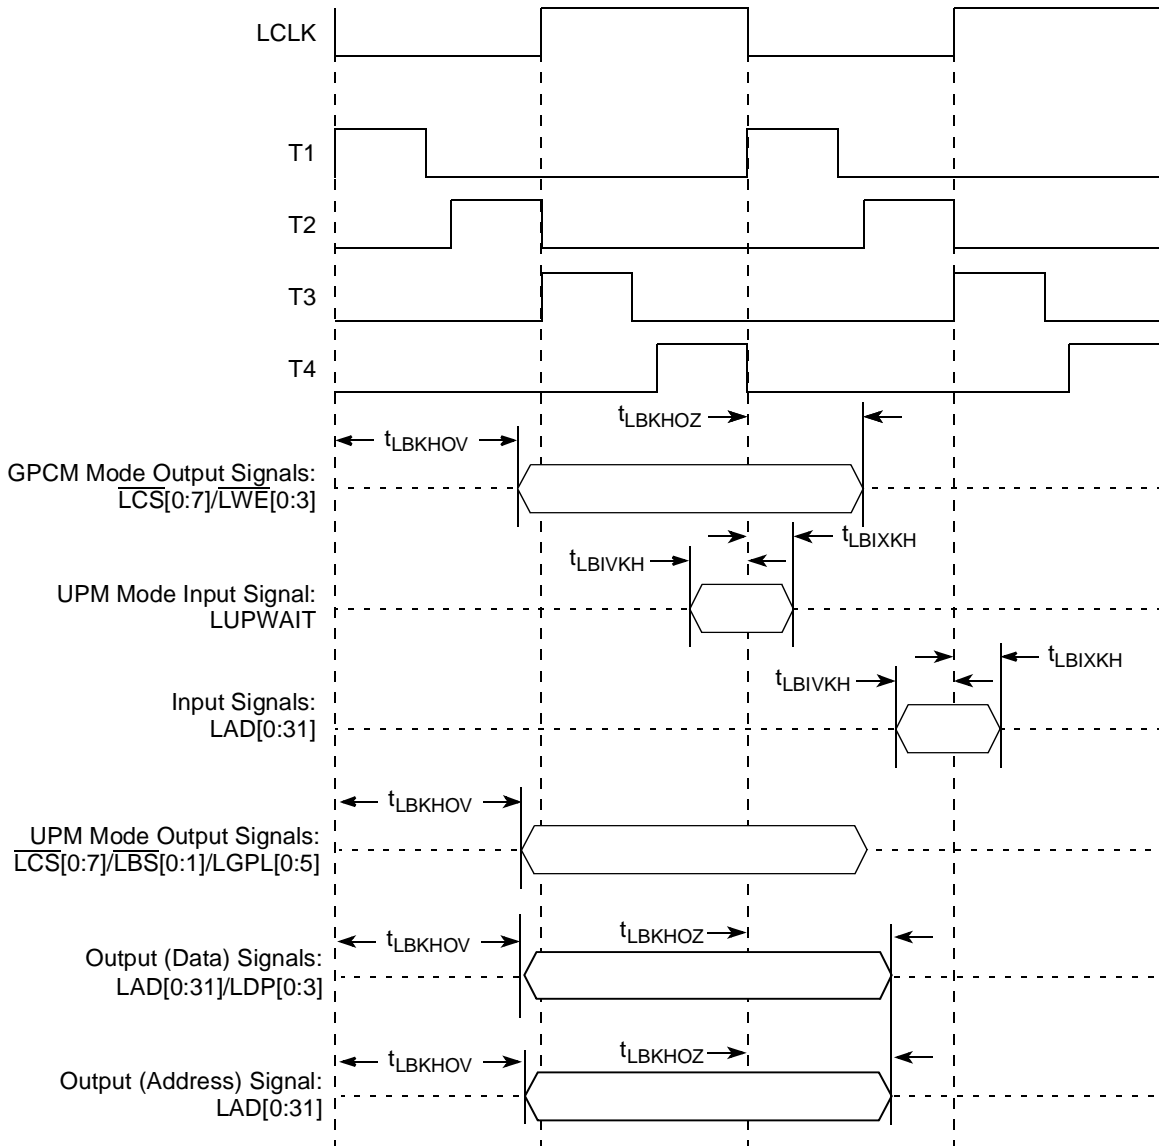 LCLK
T1
T2
T3
T4
tLBKHOZ
tLBKHOV
GPCM Mode Output Signals:
LCS[0:7]/LWE[0:3]
tLBIXKH
tLBIVKH
UPM Mode Input Signal:
LUPWAIT
tLBIXKH
tLBIVKH
Input Signals:
LAD[0:31]
tLBKHOV
UPM Mode Output Signals:
LCS[0:7]/LBS[0:1]/LGPL[0:5]
tLBKHOV
tLBKHOZ
Output (Data) Signals:
LAD[0:31]/LDP[0:3]
tLBKHOV
tLBKHOZ
Output (Address) Signal:
LAD[0:31]